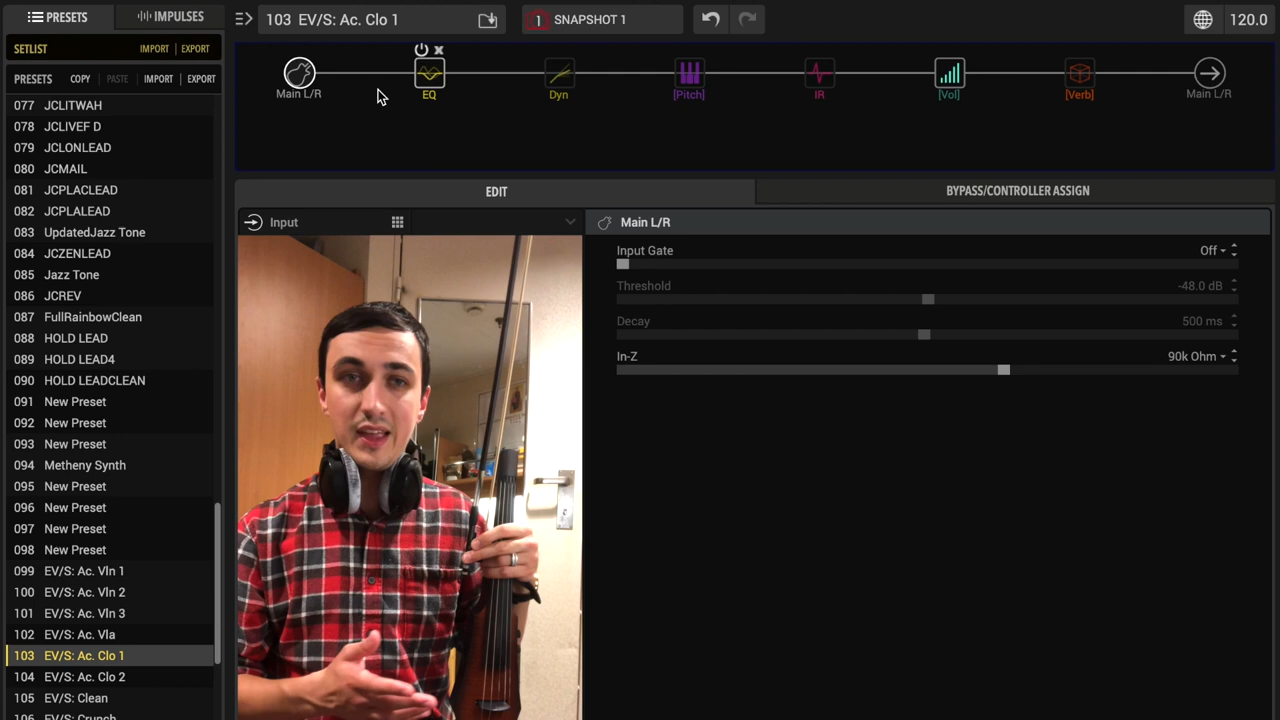 PRESETS
IMPULSES
103 EV/S: Ac. Clo 1
1 SNAPSHOT 1
120.0
SETLIST
IMPORT | EXPORT
PRESETS COPY PASTE IMPORT EXPORT
077 JCLITWAH
078 JCLIVEF D
079 JCLONLEAD
080 JCMAIL
081 JCPLACLEAD
082 JCPLALEAD
083 UpdatedJazz Tone
084 JCZENLEAD
085 Jazz Tone
086 JCREV
087 FullRainbowClean
088 HOLD LEAD
089 HOLD LEAD4
090 HOLD LEADCLEAN
091 New Preset
092 New Preset
093 New Preset
094 Metheny Synth
095 New Preset
096 New Preset
097 New Preset
098 New Preset
099 EV/S: Ac. Vln 1
100 EV/S: Ac. Vln 2
101 EV/S: Ac. Vln 3
102 EV/S: Ac. Vla
103 EV/S: Ac. Clo 1
104 EV/S: Ac. Clo 2
105 EV/S: Clean
106 EV/S: Crunch
Main L/R
EQ
Dyn
[Pitch]
IR
[Vol]
[Verb]
Main L/R
EDIT
BYPASS/CONTROLLER ASSIGN
Input
Main L/R
Input Gate Off
Threshold -48.0 dB
Decay 500 ms
In-Z 90k Ohm